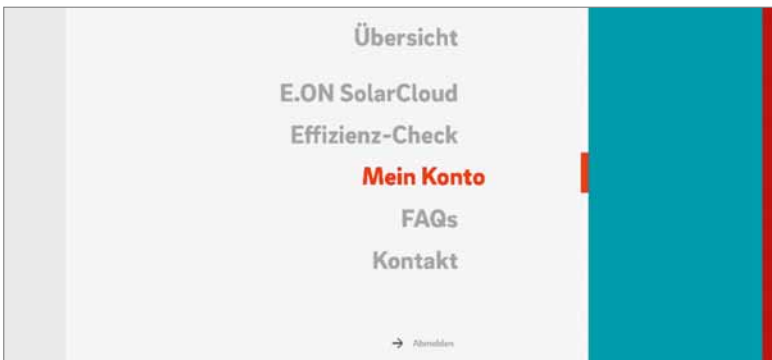 Übersicht
E.ON SolarCloud
Effizienz-Check
Mein Konto
FAQs
Kontakt
→ Abmelden